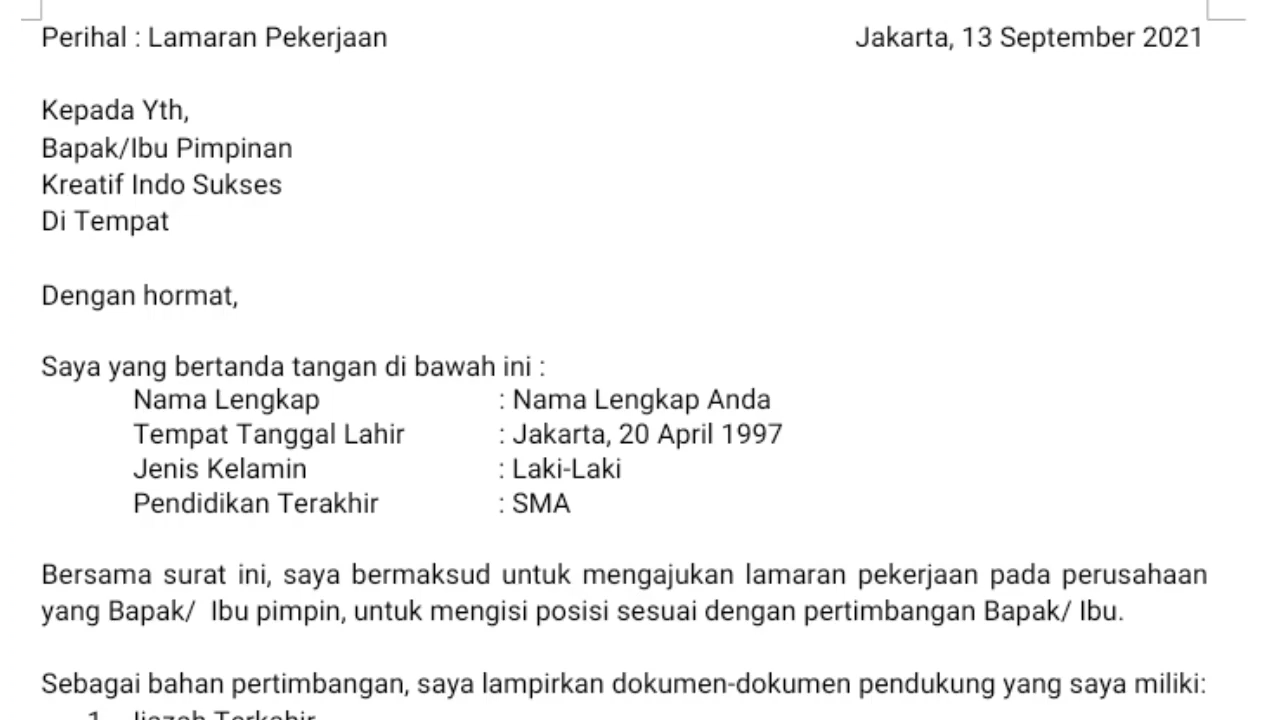 Perihal : Lamaran Pekerjaan Jakarta, 13 September 2021
Kepada Yth,
Bapak/Ibu Pimpinan
Kreatif Indo Sukses
Di Tempat
Dengan hormat,
Saya yang bertanda tangan di bawah ini :
Nama Lengkap : Nama Lengkap Anda
Tempat Tanggal Lahir : Jakarta, 20 April 1997
Jenis Kelamin : Laki-Laki
Pendidikan Terakhir : SMA
Bersama surat ini, saya bermaksud untuk mengajukan lamaran pekerjaan pada perusahaan
yang Bapak/ Ibu pimpin, untuk mengisi posisi sesuai dengan pertimbangan Bapak/ Ibu.
Sebagai bahan pertimbangan, saya lampirkan dokumen-dokumen pendukung yang saya miliki:
1. Ijazah Terkahir